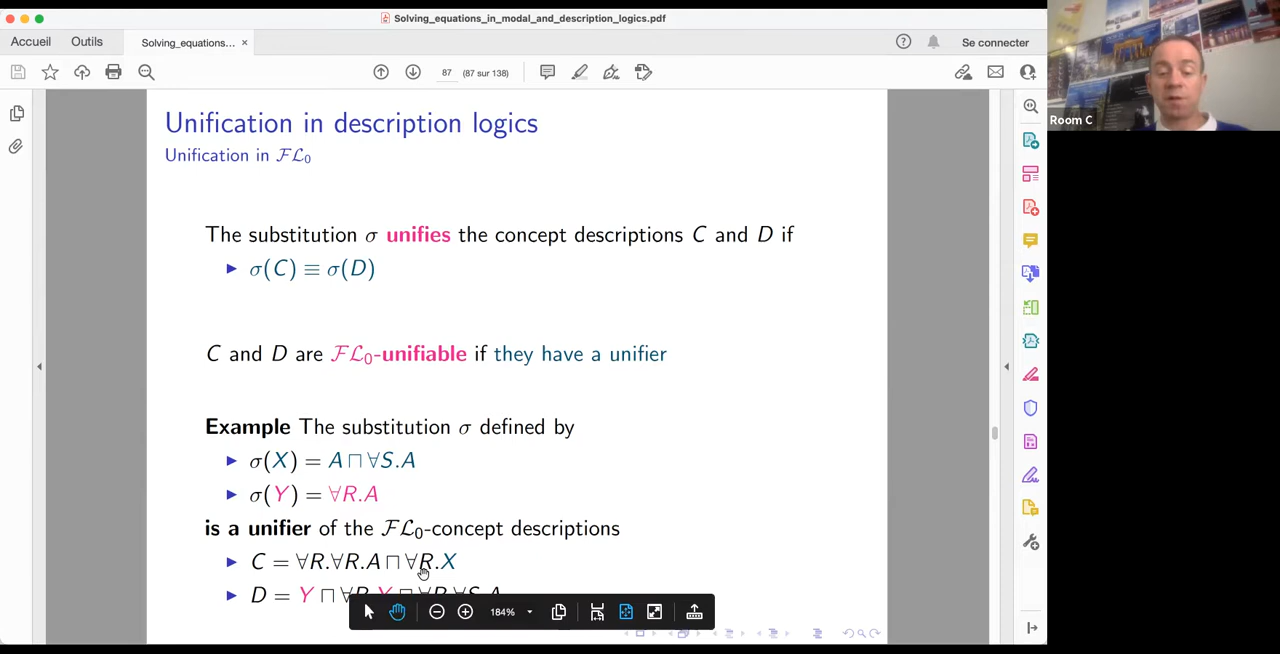 Solving_equations_in_modal_and_description_logics.pdf
Accueil Outils Solving_equations... × Se connecter
87 (87 sur 138)
Room C
Unification in description logics
Unification in ℱℒ₀
The substitution σ unifies the concept descriptions C and D if
▶ σ(C) ≡ σ(D)
C and D are ℱℒ₀-unifiable if they have a unifier
Example The substitution σ defined by
▶ σ(X) = A ⊓ ∀S.A
▶ σ(Y) = ∀R.A
is a unifier of the ℱℒ₀-concept descriptions
▶ C = ∀R.∀R.A ⊓ ∀R.X
▶ D = Y ⊓ ∀R.Y ⊓ ∀R.∀S.A
184%